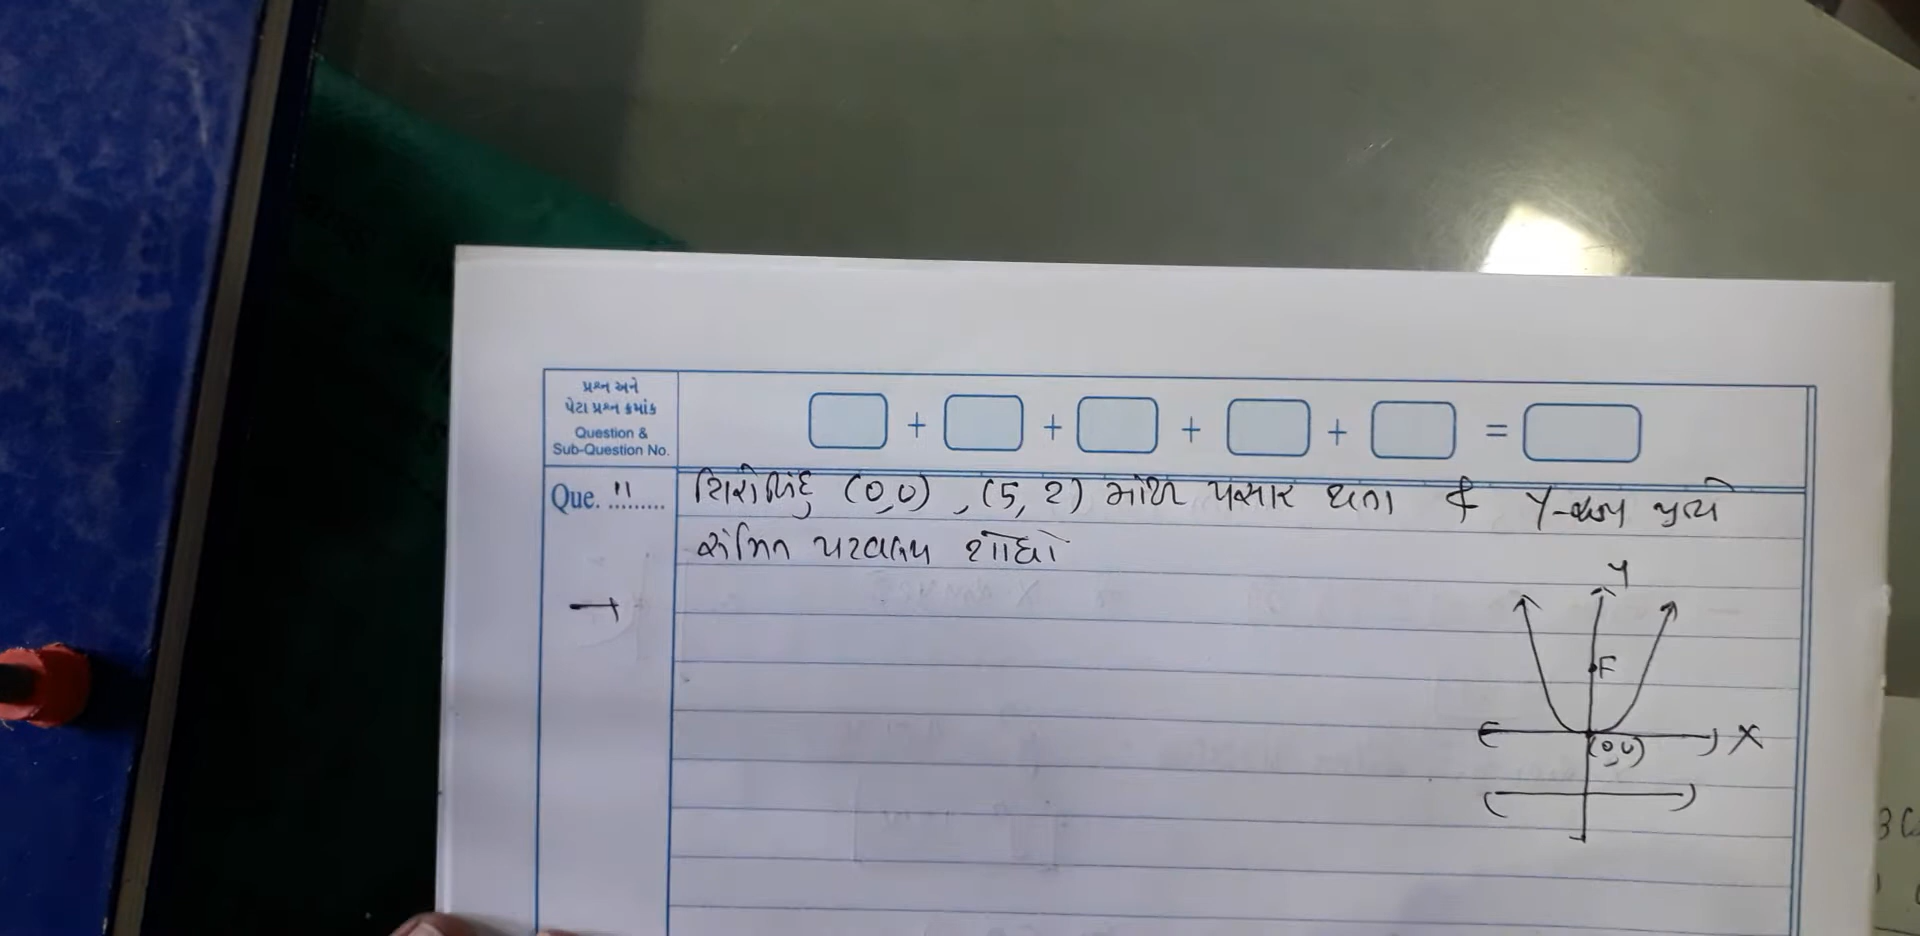 પ્રશ્ન અને
પેટા પ્રશ્ન ક્રમાંક
Question &
Sub-Question No.
+ + + + =
Que. 11
શિરોબિંદુ (0,0) , (5, 2) માંથી પસાર થતા Y-અક્ષ પ્રત્યે
સંમિત પરવલય શોધો
Y
F
X
(0,0)